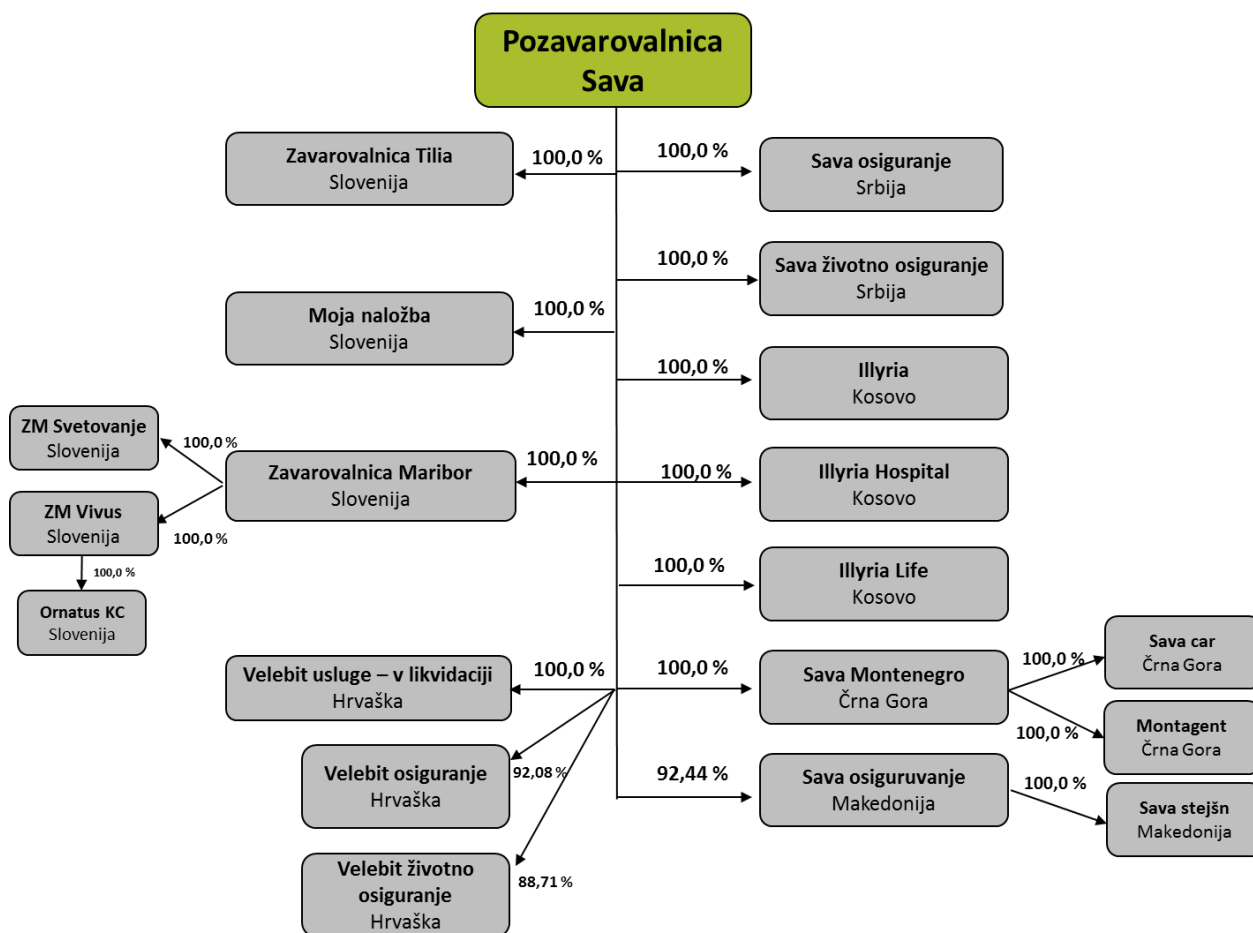 Pozavarovalnica
Sava
Zavarovalnica Tilia
Slovenija
100,0 %
100,0 %
Sava osiguranje
Srbija
100,0 %
Sava životno osiguranje
Srbija
Moja naložba
Slovenija
100,0 %
100,0 %
Illyria
Kosovo
ZM Svetovanje
Slovenija
100,0 %
Zavarovalnica Maribor
Slovenija
100,0 %
100,0 %
Illyria Hospital
Kosovo
ZM Vivus
Slovenija
100,0 %
100,0 %
Ornatus KC
Slovenija
100,0 %
Illyria Life
Kosovo
Velebit usluge – v likvidaciji
Hrvaška
100,0 %
100,0 %
Sava Montenegro
Črna Gora
100,0 %
Sava car
Črna Gora
100,0 %
Montagent
Črna Gora
Velebit osiguranje
Hrvaška
92,08 %
92,44 %
Sava osiguruvanje
Makedonija
100,0 %
Sava stejšn
Makedonija
Velebit životno
osiguranje
Hrvaška
88,71 %